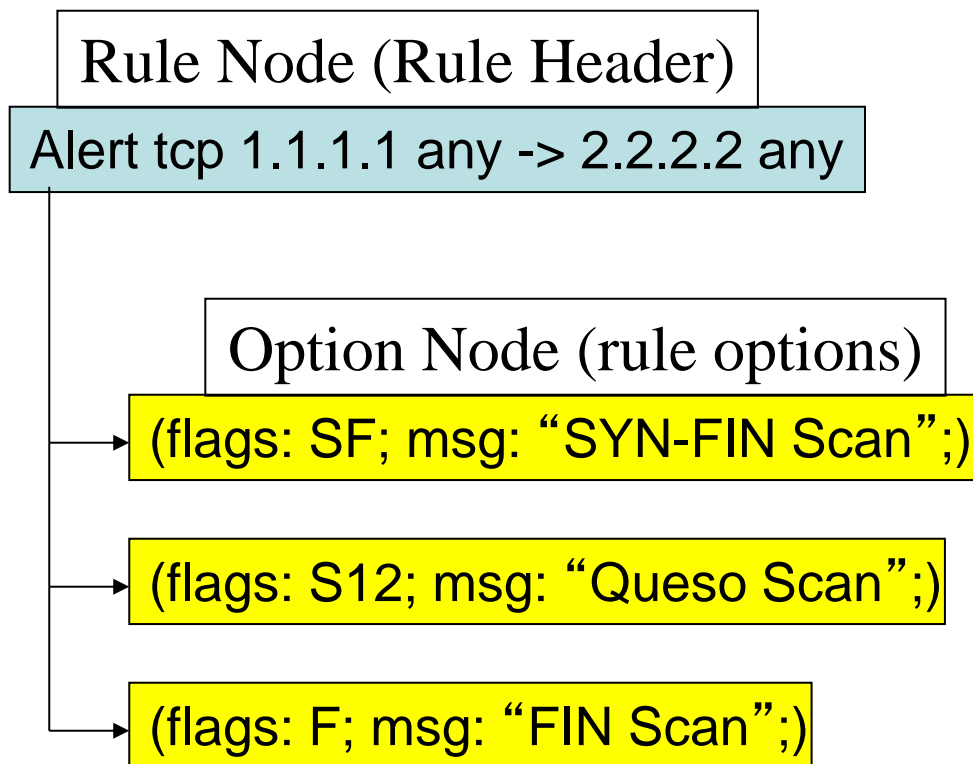 Rule Node (Rule Header)
Alert tcp 1.1.1.1 any -> 2.2.2.2 any
Option Node (rule options)
(flags: SF; msg: “SYN-FIN Scan”;)
(flags: S12; msg: “Queso Scan”;)
(flags: F; msg: “FIN Scan”;)